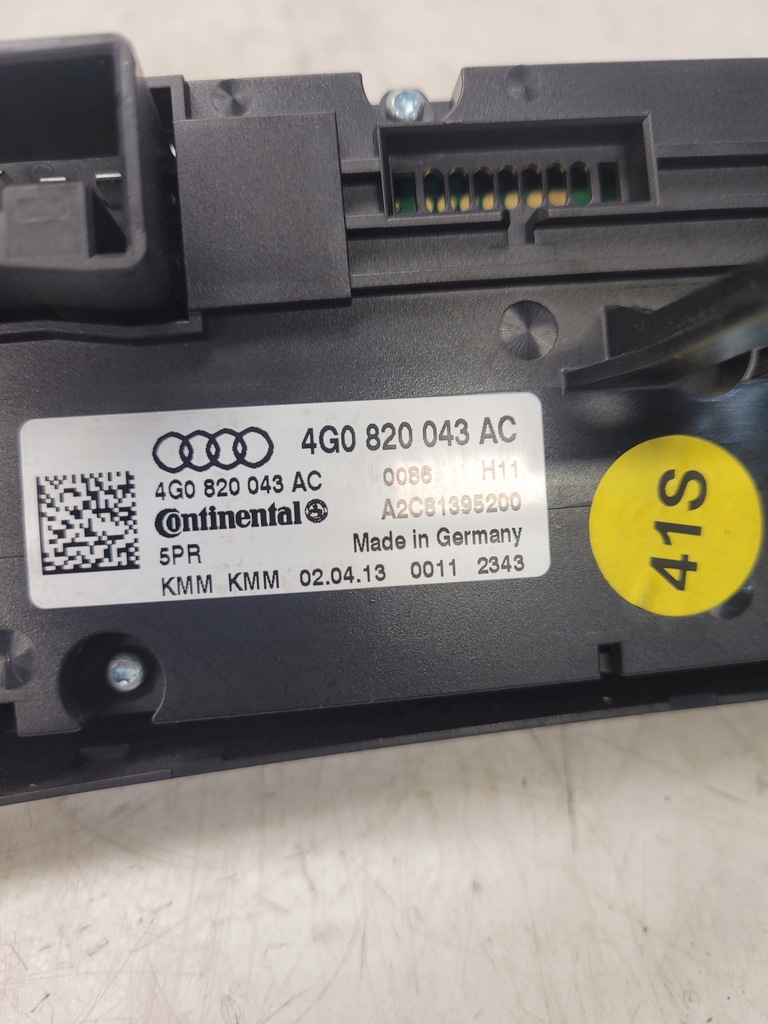 4G0 820 043 AC
4G0 820 043 AC 0086 H11
Continental A2C81395200
5PR Made in Germany
KMM KMM 02.04.13 0011 2343
41S